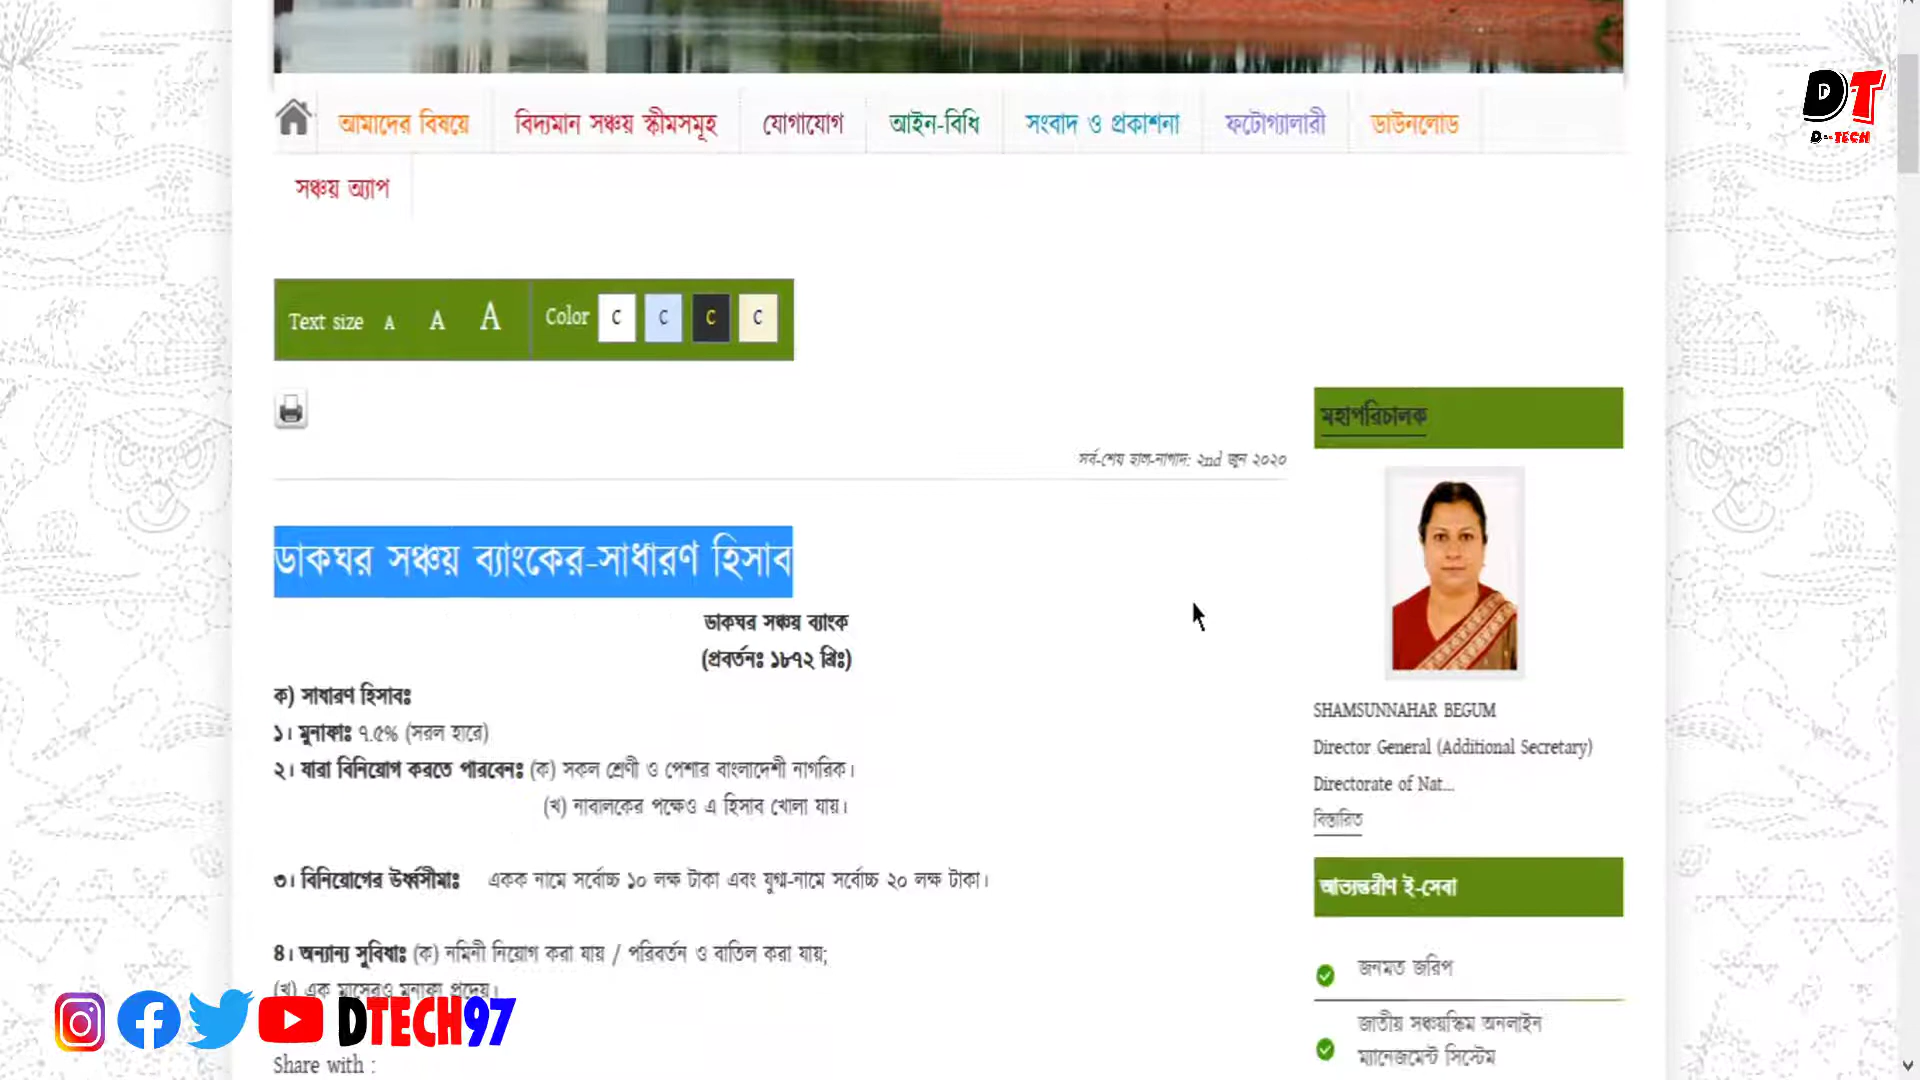 আমাদের বিষয়ে
বিদ্যমান সঞ্চয় স্কীমসমূহ
যোগাযোগ
আইন-বিধি
সংবাদ ও প্রকাশনা
ফটোগ্যালারী
ডাউনলোড
সঞ্চয় অ্যাপ
DT
D-TECH
Text size A A A
Color C C C C
সর্ব-শেষ হাল-নাগাদ: ২nd জুন ২০২০
ডাকঘর সঞ্চয় ব্যাংকের-সাধারণ হিসাব
ডাকঘর সঞ্চয় ব্যাংক
(প্রবর্তনঃ ১৮৭২ খ্রিঃ)
ক) সাধারণ হিসাবঃ
১। মুনাফাঃ ৭.৫% (সরল হারে)
২। যারা বিনিয়োগ করতে পারবেনঃ (ক) সকল শ্রেণী ও পেশার বাংলাদেশী নাগরিক।
(খ) নাবালকের পক্ষেও এ হিসাব খোলা যায়।
৩। বিনিয়োগের উর্ধ্বসীমাঃ একক নামে সর্বোচ্চ ১০ লক্ষ টাকা এবং যুগ্ম-নামে সর্বোচ্চ ২০ লক্ষ টাকা।
৪। অন্যান্য সুবিধাঃ (ক) নমিনী নিয়োগ করা যায় / পরিবর্তন ও বাতিল করা যায়;
(খ) এক মাসেরও মুনাফা প্রদেয়।
Share with :
মহাপরিচালক
SHAMSUNNAHAR BEGUM
Director General (Additional Secretary)
Directorate of Nat...
বিস্তারিত
আভ্যন্তরীণ ই-সেবা
জনমত জরিপ
জাতীয় সঞ্চয়স্কিম অনলাইন
ম্যানেজমেন্ট সিস্টেম
DTECH97